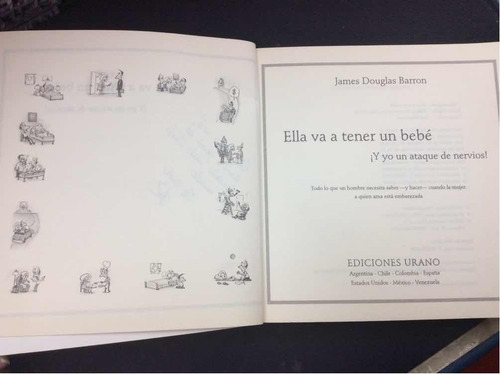 James Douglas Barron
Ella va a tener un bebé
¡Y yo un ataque de nervios!
Todo lo que un hombre necesita saber —y hacer— cuando la mujer
a quien ama está embarazada
EDICIONES URANO
Argentina - Chile - Colombia - España
Estados Unidos - México - Venezuela